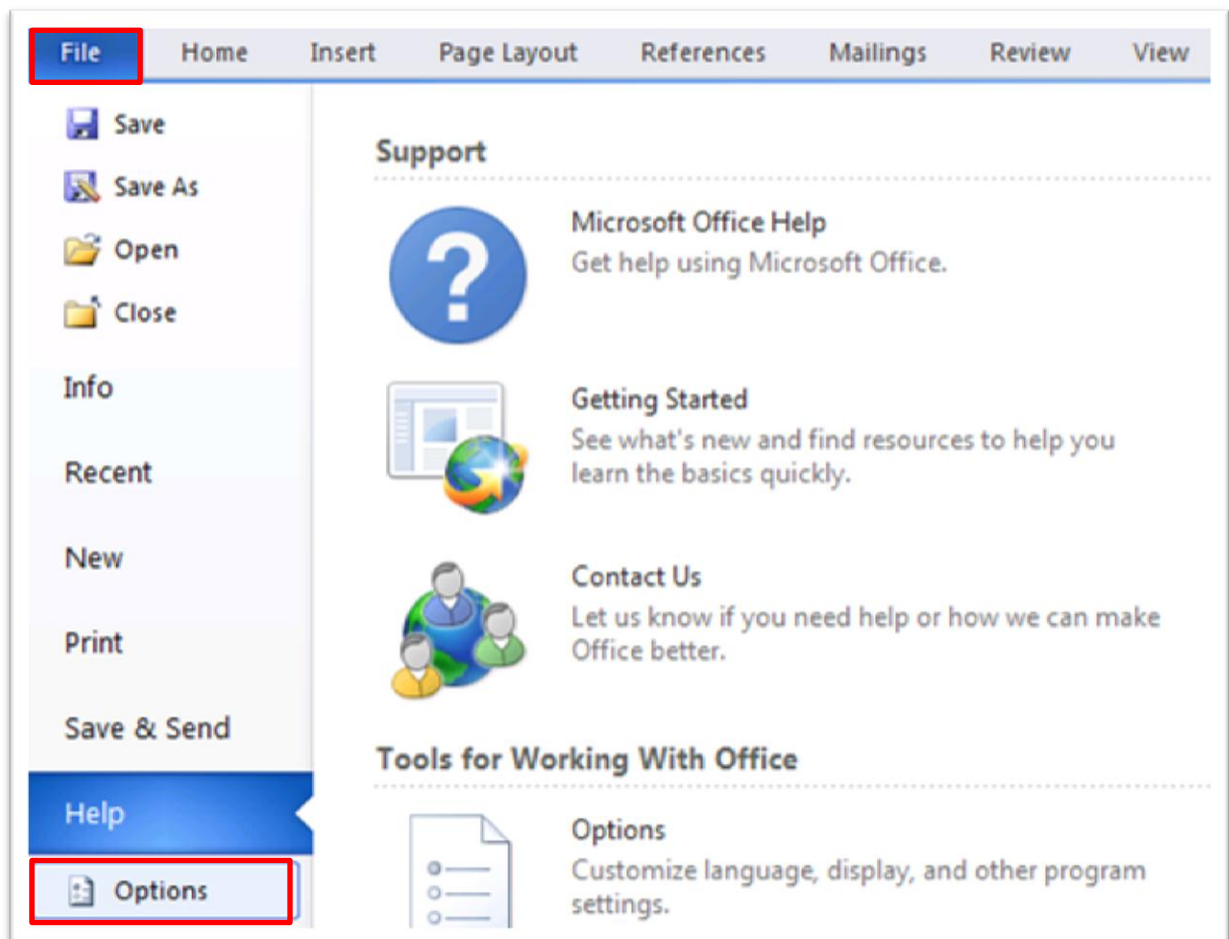 File Home Insert Page Layout References Mailings Review View
Save
Save As
Open
Close
Info
Recent
New
Print
Save & Send
Help
Options
Support
?
Microsoft Office Help
Get help using Microsoft Office.
Getting Started
See what's new and find resources to help you
learn the basics quickly.
Contact Us
Let us know if you need help or how we can make
Office better.
Tools for Working With Office
Options
Customize language, display, and other program
settings.